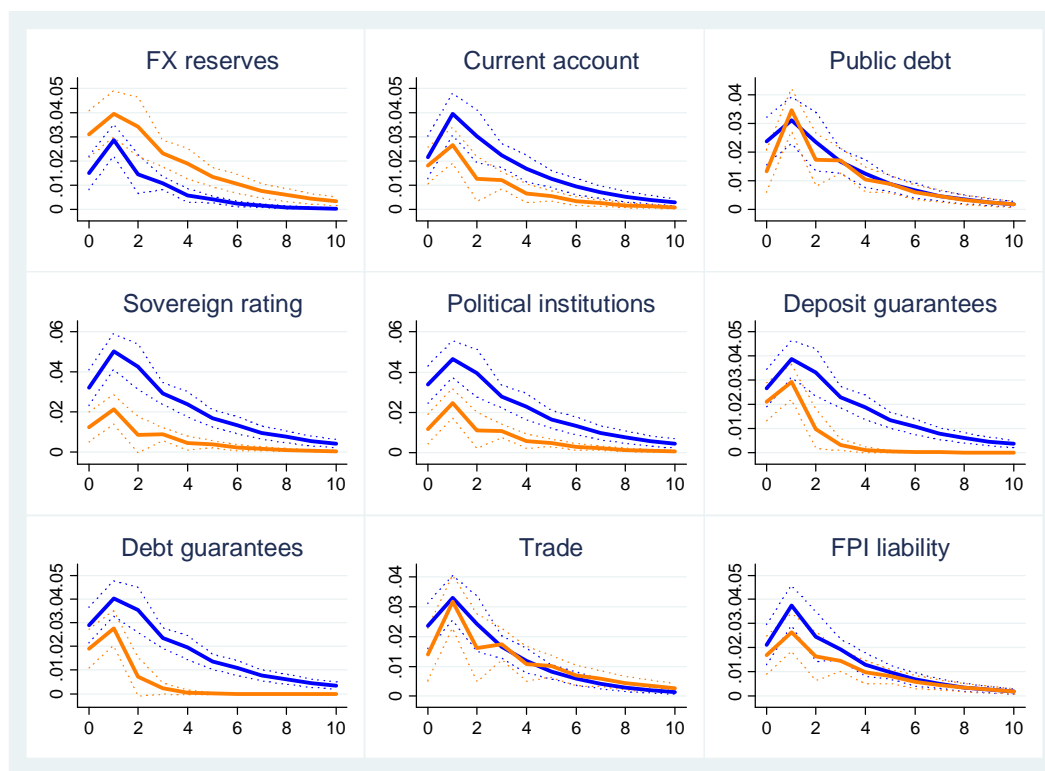 FX reserves
0 .01 .02 .03 .04 .05
0 2 4 6 8 10
Current account
0 .01 .02 .03 .04 .05
0 2 4 6 8 10
Public debt
0 .01 .02 .03 .04
0 2 4 6 8 10
Sovereign rating
0 .02 .04 .06
0 2 4 6 8 10
Political institutions
0 .02 .04 .06
0 2 4 6 8 10
Deposit guarantees
0 .01 .02 .03 .04 .05
0 2 4 6 8 10
Debt guarantees
0 .01 .02 .03 .04 .05
0 2 4 6 8 10
Trade
0 .01 .02 .03 .04
0 2 4 6 8 10
FPI liability
0 .01 .02 .03 .04 .05
0 2 4 6 8 10